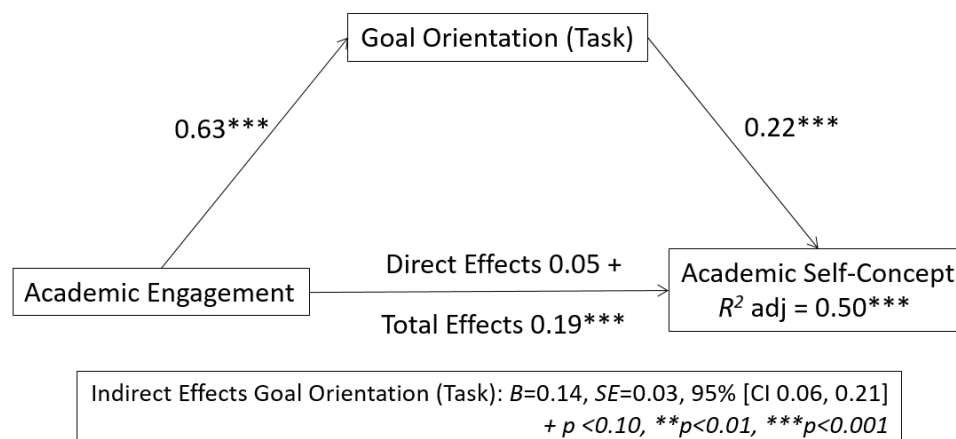 Goal Orientation (Task)
0.63***
0.22***
Direct Effects 0.05 +
Academic Engagement
Academic Self-Concept
R² adj = 0.50***
Total Effects 0.19***
Indirect Effects Goal Orientation (Task): B=0.14, SE=0.03, 95% [CI 0.06, 0.21]
+ p <0.10, **p<0.01, ***p<0.001